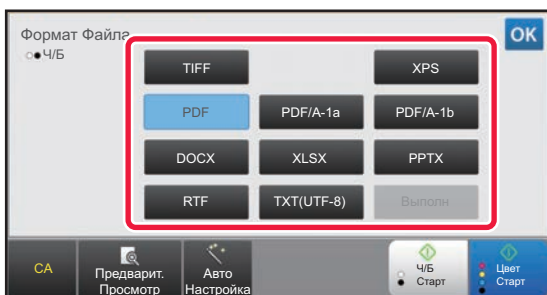 Формат Файла
Ч/Б
OK
TIFF
XPS
PDF
PDF/A-1a
PDF/A-1b
DOCX
XLSX
PPTX
RTF
TXT(UTF-8)
Выполн
CA
Предварит.
Просмотр
Авто
Настройка
Ч/Б
Старт
Цвет
Старт